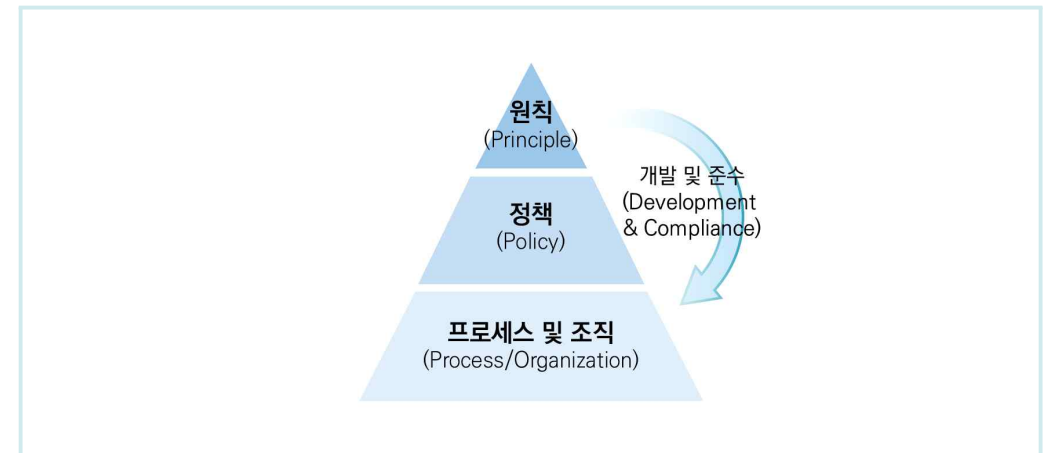 원칙
(Principle)
개발 및 준수
(Development
& Compliance)
정책
(Policy)
프로세스 및 조직
(Process/Organization)